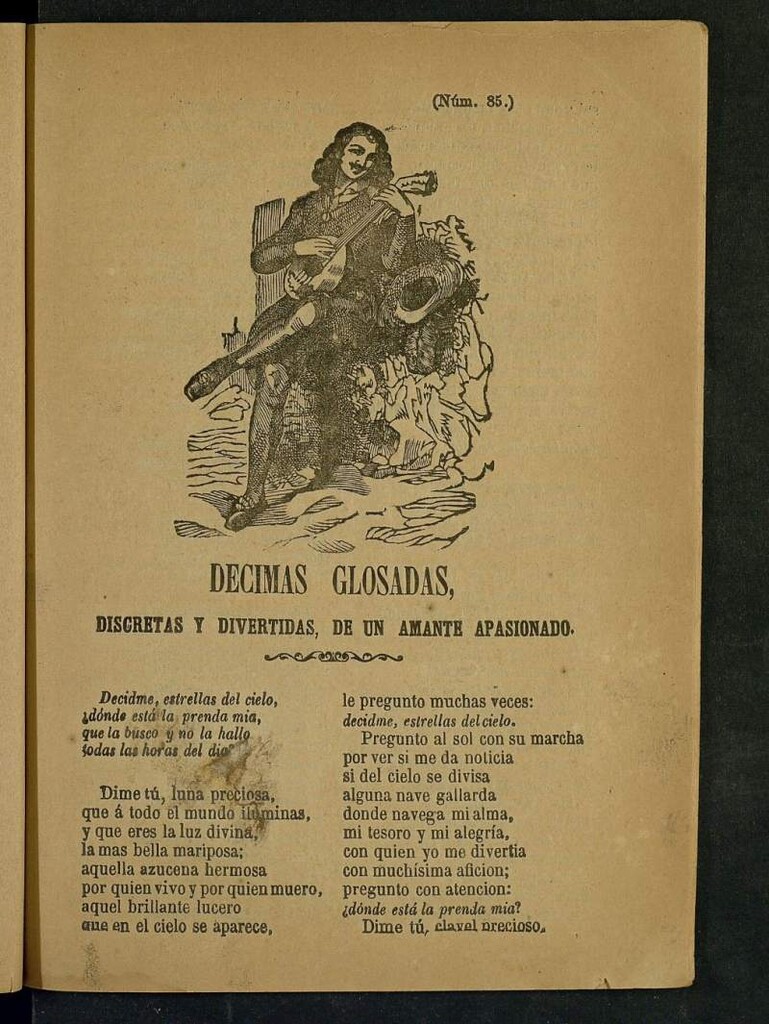 (Núm. 85.)
DECIMAS GLOSADAS,
DISCRETAS Y DIVERTIDAS, DE UN AMANTE APASIONADO.
Decidme, estrellas del cielo,
¿dónde está la prenda mia,
que la busco y no la hallo
todas las horas del dia?
Dime tú, luna preciosa,
que á todo el mundo iluminas,
y que eres la luz divina,
la mas bella mariposa;
aquella azucena hermosa
por quien vivo y por quien muero,
aquel brillante lucero
que en el cielo se aparece,
le pregunto muchas veces:
decidme, estrellas del cielo.
Pregunto al sol con su marcha
por ver si me da noticia
si del cielo se divisa
alguna nave gallarda
donde navega mi alma,
mi tesoro y mi alegría,
con quien yo me divertia
con muchísima aficion;
pregunto con atencion:
¿dónde está la prenda mia?
Dime tú, clavel precioso,